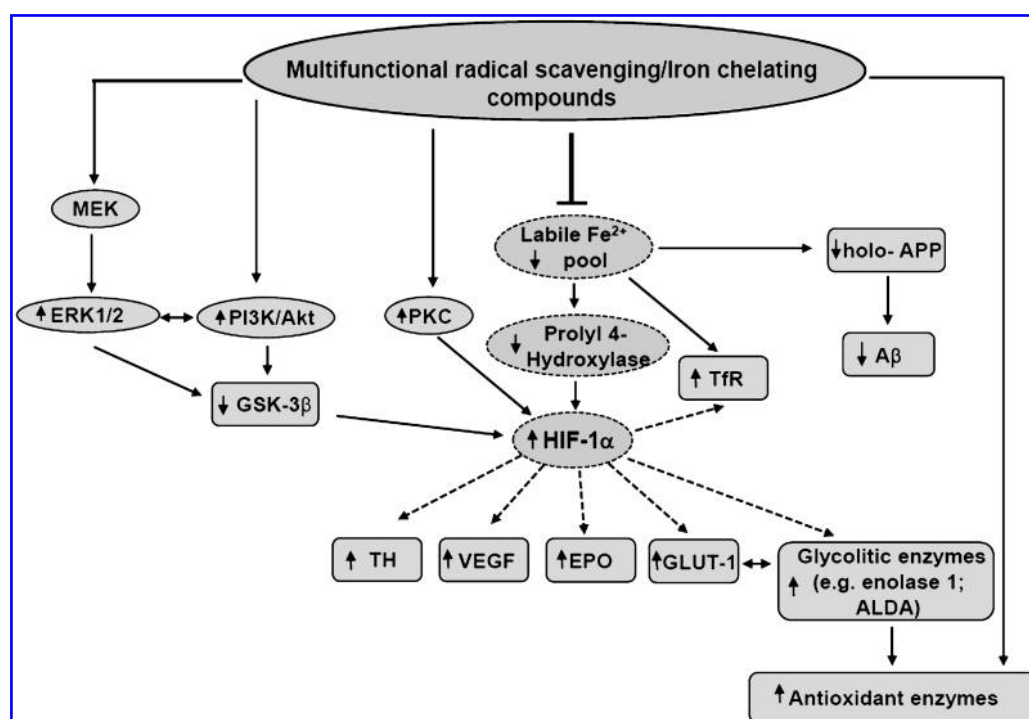 Multifunctional radical scavenging/Iron chelating
compounds
MEK
Labile Fe²⁺
↓ pool
↓holo- APP
↑ERK1/2
↑PI3K/Akt
↑PKC
↓ Prolyl 4-
Hydroxylase
↓ Aβ
↑ TfR
↓ GSK-3β
↑HIF-1α
↑ TH
↑VEGF
↑EPO
↑GLUT-1
Glycolitic enzymes
↑ (e.g. enolase 1;
ALDA)
↑Antioxidant enzymes